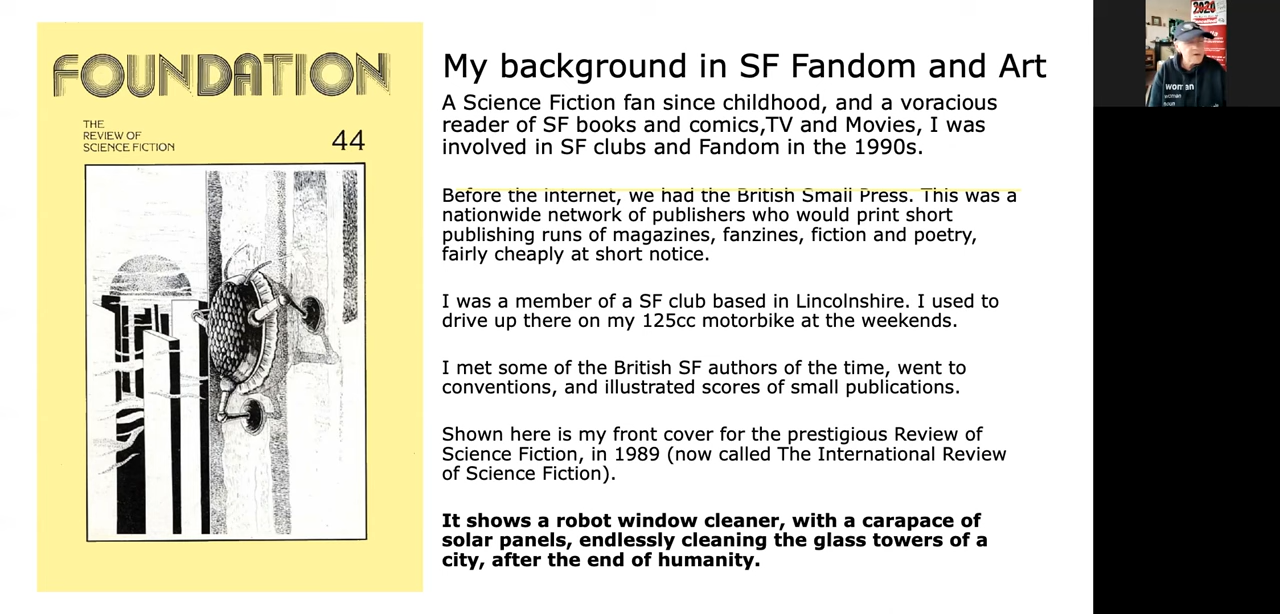 FOUNDATION
THE
REVIEW OF
SCIENCE FICTION
44
My background in SF Fandom and Art
A Science Fiction fan since childhood, and a voracious
reader of SF books and comics,TV and Movies, I was
involved in SF clubs and Fandom in the 1990s.
Before the internet, we had the British Small Press. This was a
nationwide network of publishers who would print short
publishing runs of magazines, fanzines, fiction and poetry,
fairly cheaply at short notice.
I was a member of a SF club based in Lincolnshire. I used to
drive up there on my 125cc motorbike at the weekends.
I met some of the British SF authors of the time, went to
conventions, and illustrated scores of small publications.
Shown here is my front cover for the prestigious Review of
Science Fiction, in 1989 (now called The International Review
of Science Fiction).
It shows a robot window cleaner, with a carapace of
solar panels, endlessly cleaning the glass towers of a
city, after the end of humanity.
2020
woman
woman